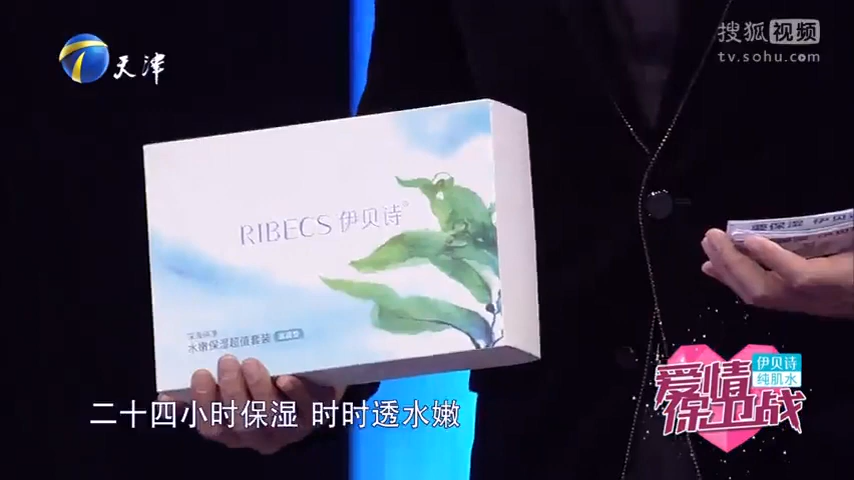 天津
搜狐视频
tv.sohu.com
RIBECS 伊贝诗
水嫩保湿超值套装
二十四小时保湿 时时透水嫩
伊贝诗
纯肌水
爱情
保卫战